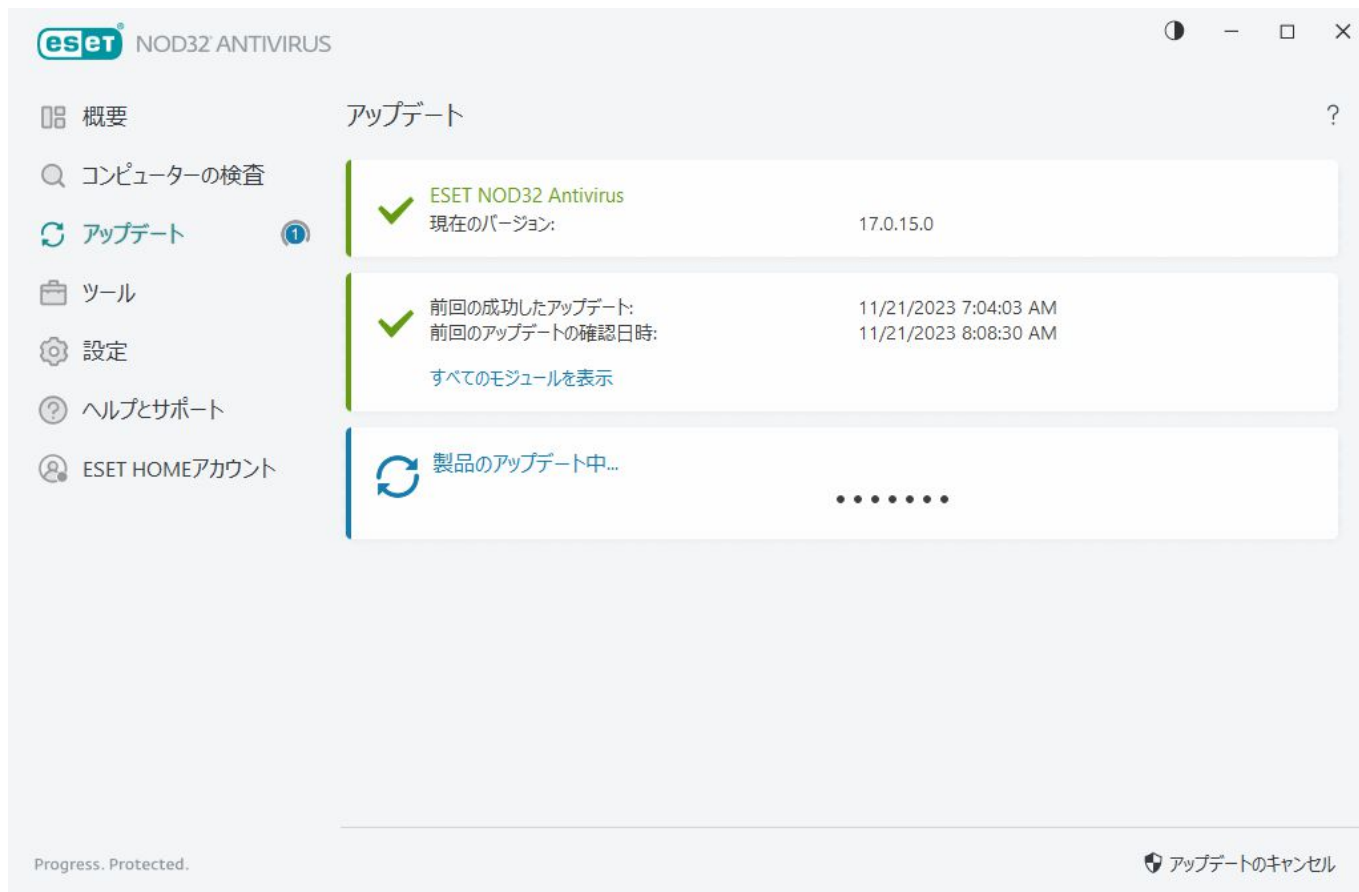 eset® NOD32® ANTIVIRUS
概要
コンピューターの検査
アップデート 1
ツール
設定
ヘルプとサポート
ESET HOMEアカウント
アップデート ?
ESET NOD32 Antivirus
現在のバージョン: 17.0.15.0
前回の成功したアップデート: 11/21/2023 7:04:03 AM
前回のアップデートの確認日時: 11/21/2023 8:08:30 AM
すべてのモジュールを表示
製品のアップデート中...
Progress. Protected.
アップデートのキャンセル